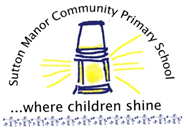 Sutton Manor Community Primary School
...where children shine